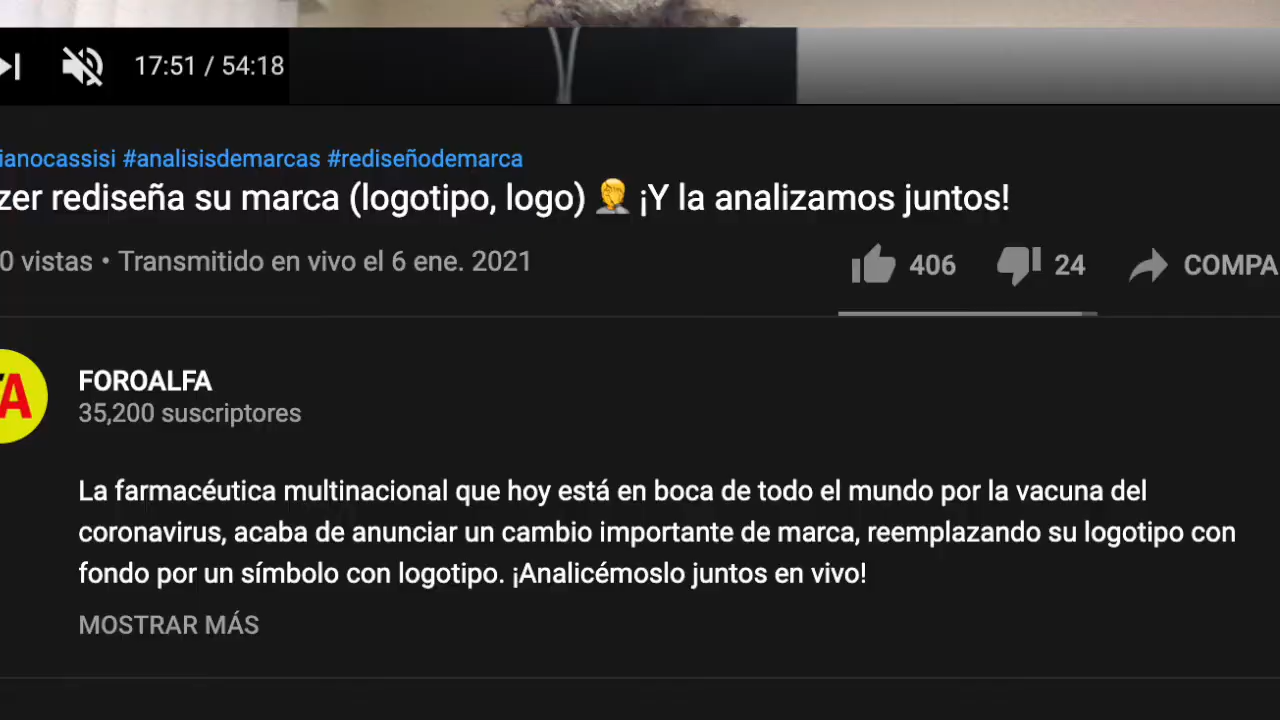 17:51 / 54:18
ianocassisi #analisisdemarcas #rediseñodemarca
zer rediseña su marca (logotipo, logo) 🤦 ¡Y la analizamos juntos!
0 vistas • Transmitido en vivo el 6 ene. 2021
406 24 COMPA
A
FOROALFA
35,200 suscriptores
La farmacéutica multinacional que hoy está en boca de todo el mundo por la vacuna del
coronavirus, acaba de anunciar un cambio importante de marca, reemplazando su logotipo con
fondo por un símbolo con logotipo. ¡Analicémoslo juntos en vivo!
MOSTRAR MÁS